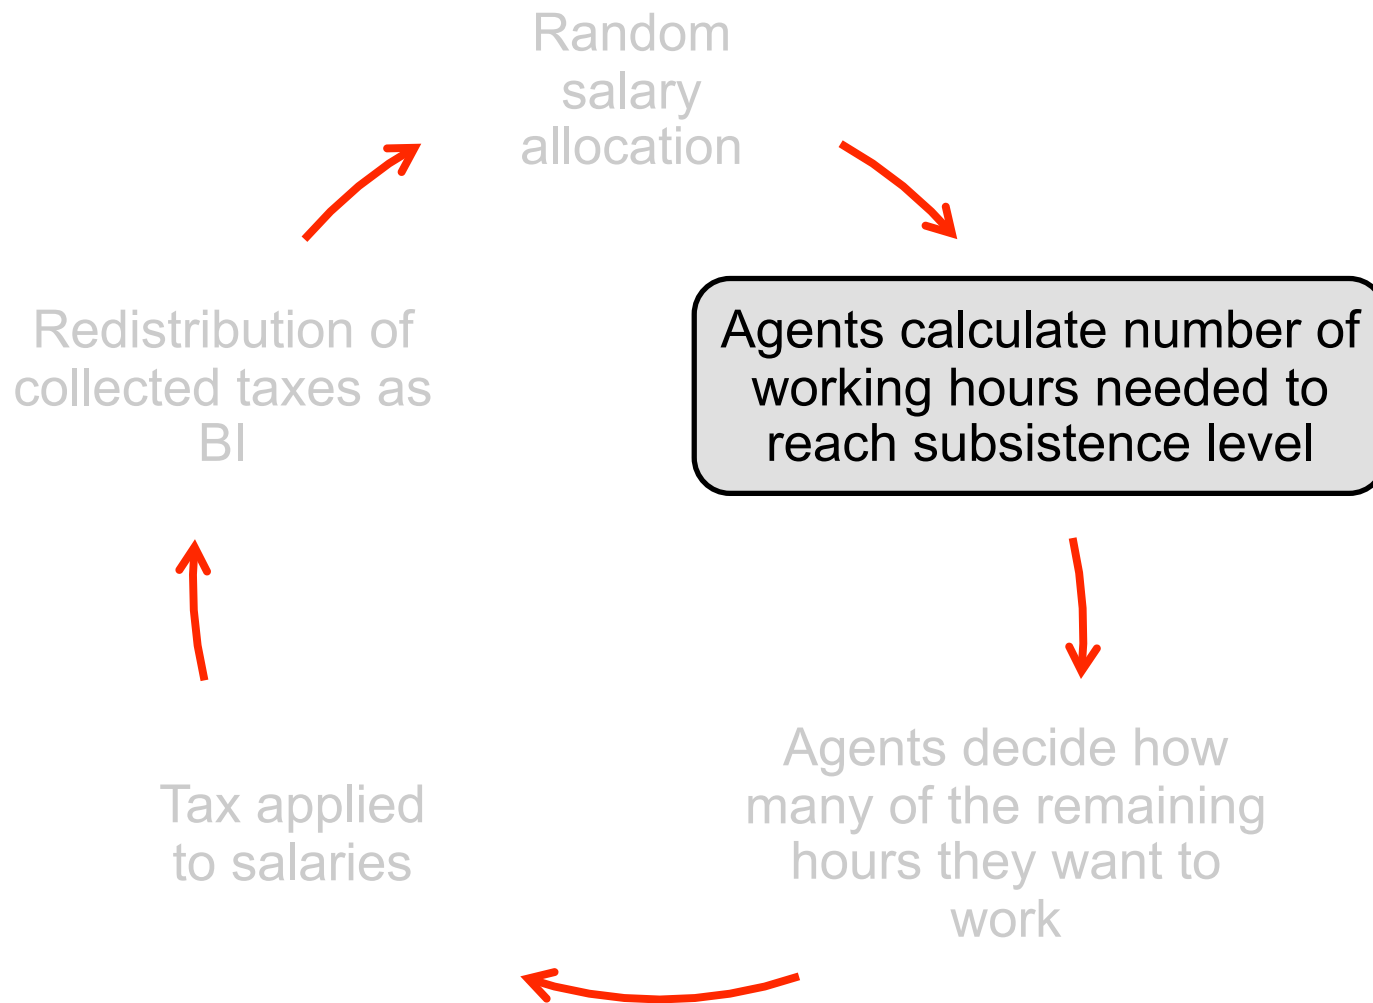 Random
salary
allocation
Agents calculate number of
working hours needed to
reach subsistence level
Agents decide how
many of the remaining
hours they want to
work
Tax applied
to salaries
Redistribution of
collected taxes as
BI